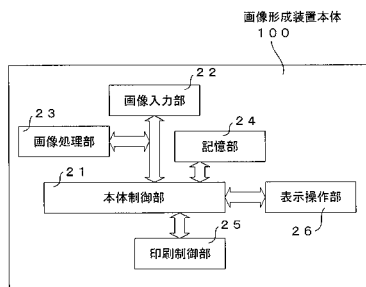 画像形成装置本体
１００
２２
画像入力部
２３
画像処理部
２４
記憶部
２１
本体制御部
表示操作部
２６
２５
印刷制御部